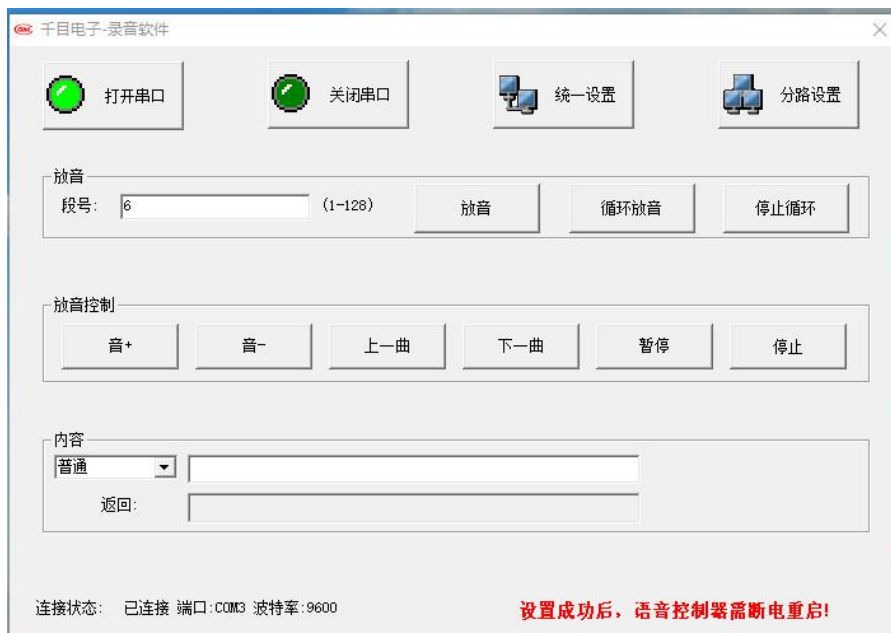 千目电子-录音软件
打开串口 关闭串口 统一设置 分路设置
放音
段号: 6 (1-128) 放音 循环放音 停止循环
放音控制
音+ 音- 上一曲 下一曲 暂停 停止
内容
普通
返回:
连接状态: 已连接 端口:COM3 波特率:9600 设置成功后，语音控制器需断电重启!